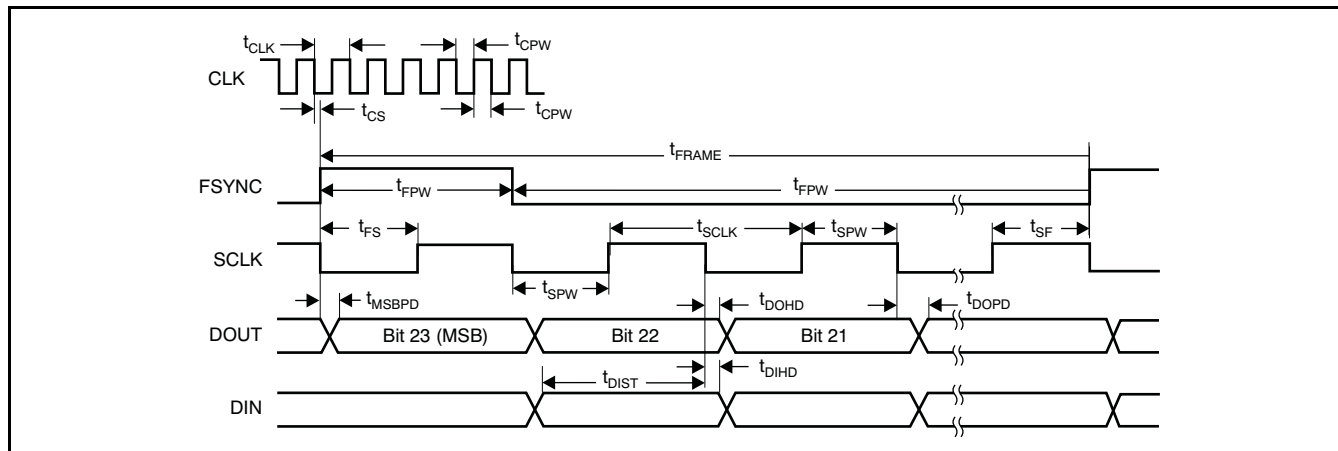 tCLK
tCPW
CLK
tCS
tCPW
tFRAME
FSYNC
tFPW
tFPW
tFS
tSCLK
tSPW
tSF
SCLK
tSPW
tMSBPD
tDOHD
tDOPD
DOUT
Bit 23 (MSB)
Bit 22
Bit 21
tDIST
tDIHD
DIN